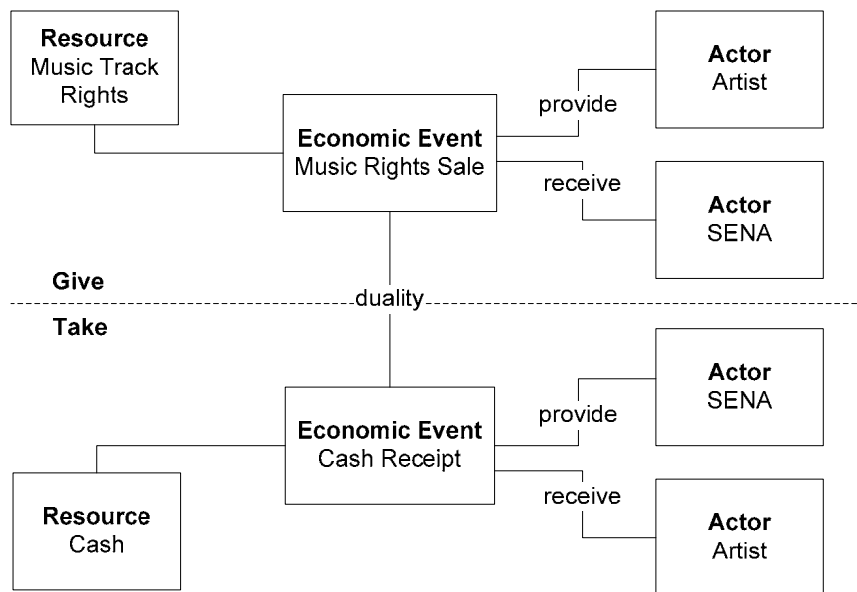 Resource
Music Track
Rights
Economic Event
Music Rights Sale
provide
Actor
Artist
receive
Actor
SENA
Give
duality
Take
Economic Event
Cash Receipt
provide
Actor
SENA
receive
Actor
Artist
Resource
Cash